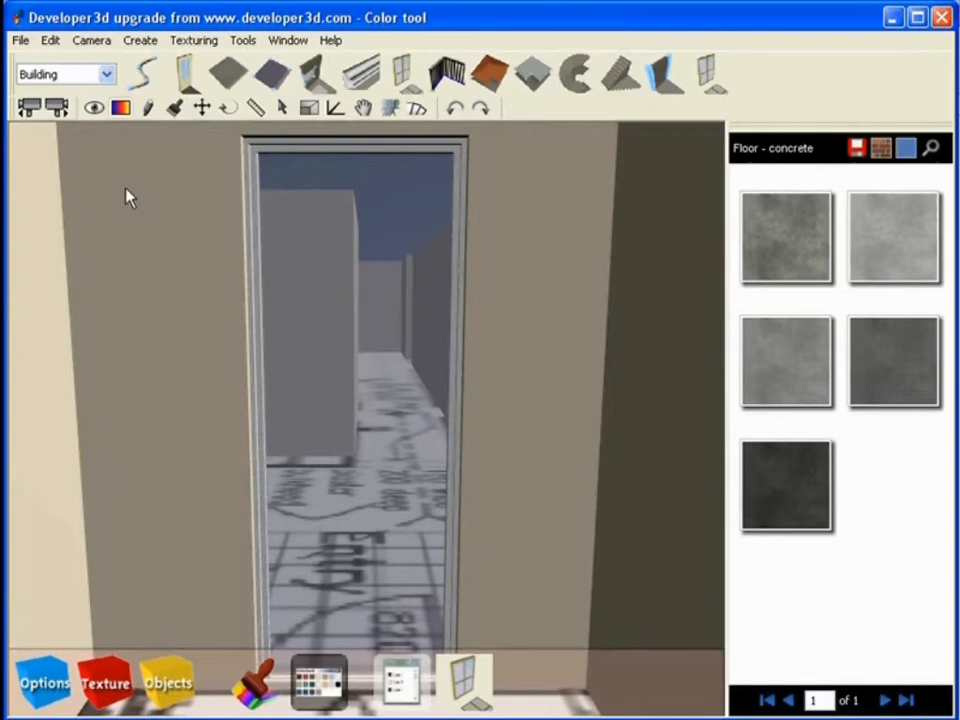 Developer3d upgrade from www.developer3d.com - Color tool
File Edit Camera Create Texturing Tools Window Help
Building
Floor - concrete
Entry
820
Options Texture Objects
1 of 1